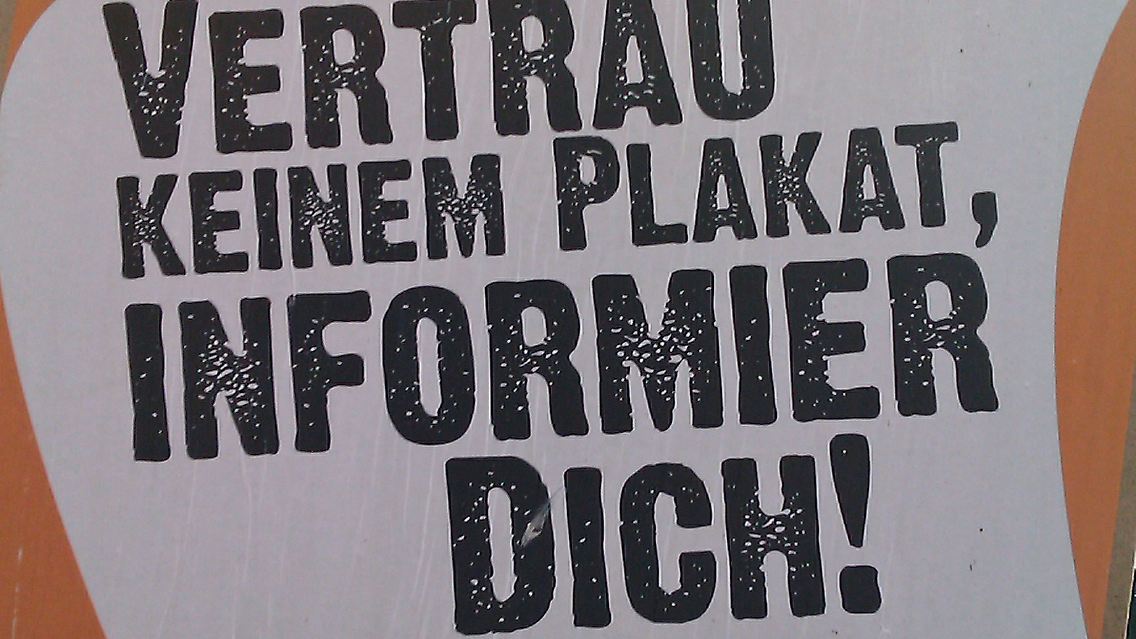 VERTRAU
KEINEM PLAKAT,
INFORMIER
DICH!